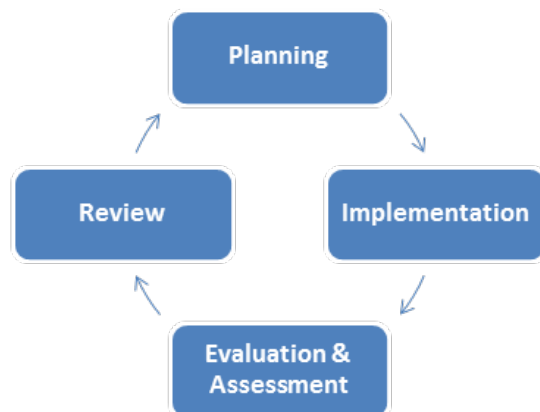 Planning
Review
Implementation
Evaluation &
Assessment